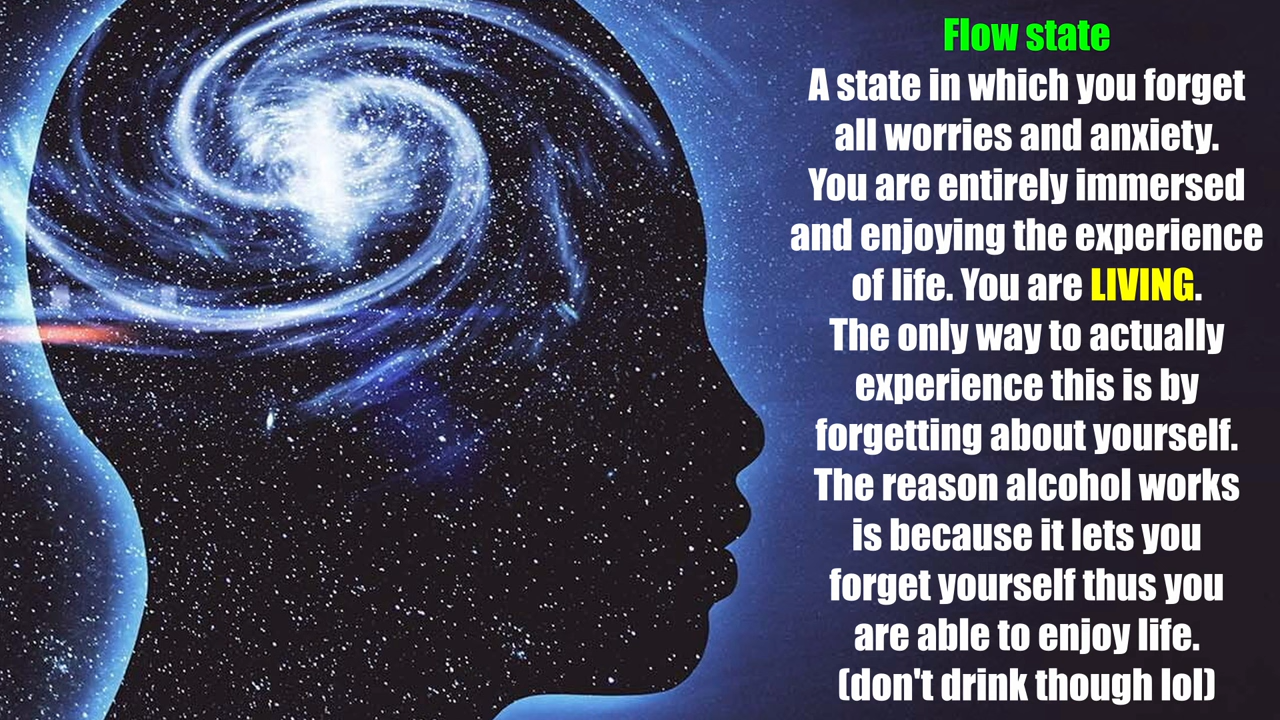 Flow state
A state in which you forget
all worries and anxiety.
You are entirely immersed
and enjoying the experience
of life. You are LIVING.
The only way to actually
experience this is by
forgetting about yourself.
The reason alcohol works
is because it lets you
forget yourself thus you
are able to enjoy life.
(don't drink though lol)